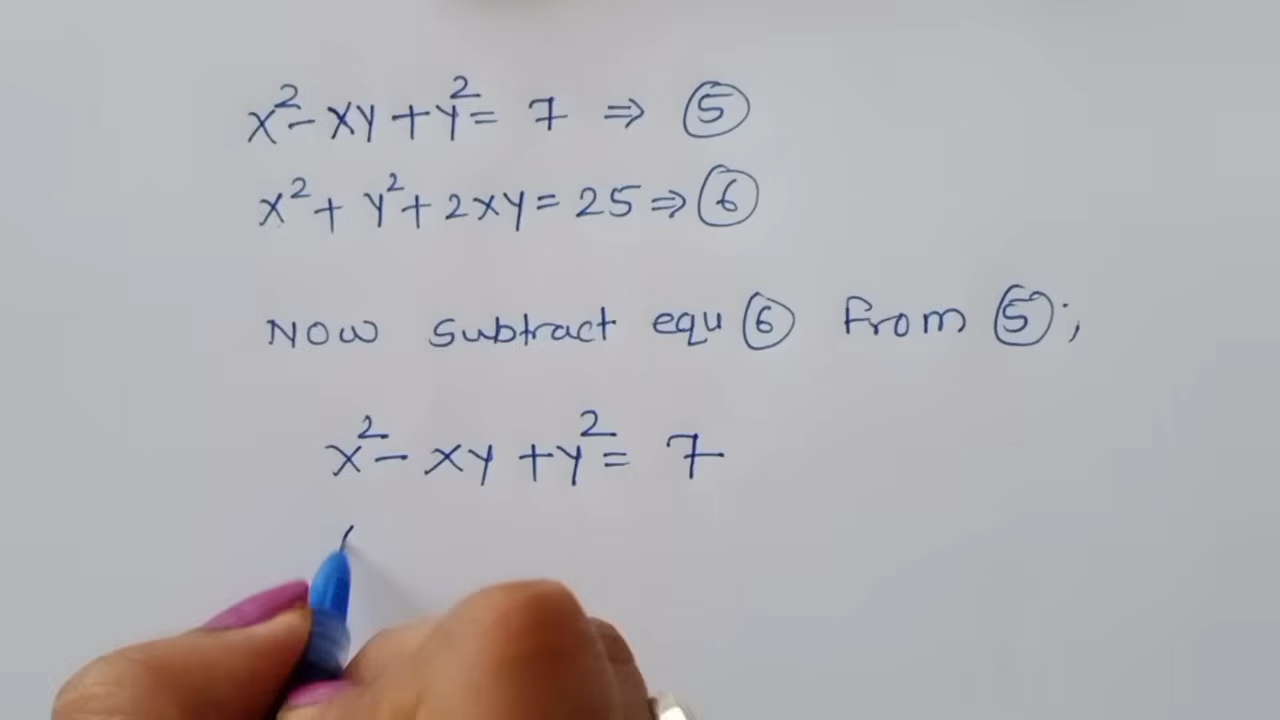 x² - xy + y² = 7 ⇒ ⑤
x² + y² + 2xy = 25 ⇒ ⑥
Now subtract equ ⑥ from ⑤;
x² - xy + y² = 7